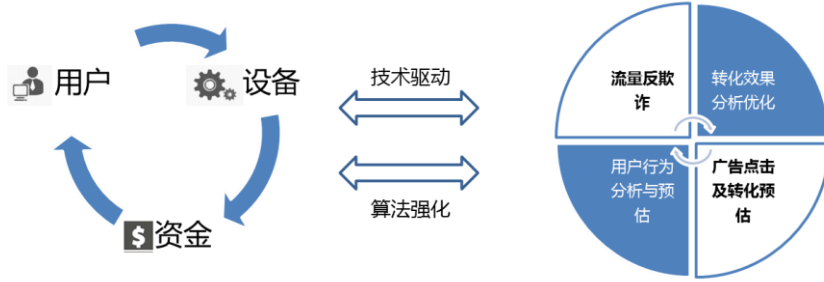 用户
设备
$资金
技术驱动
算法强化
流量反欺
诈
转化效果
分析优化
用户行为
分析与预
估
广告点击
及转化预
估